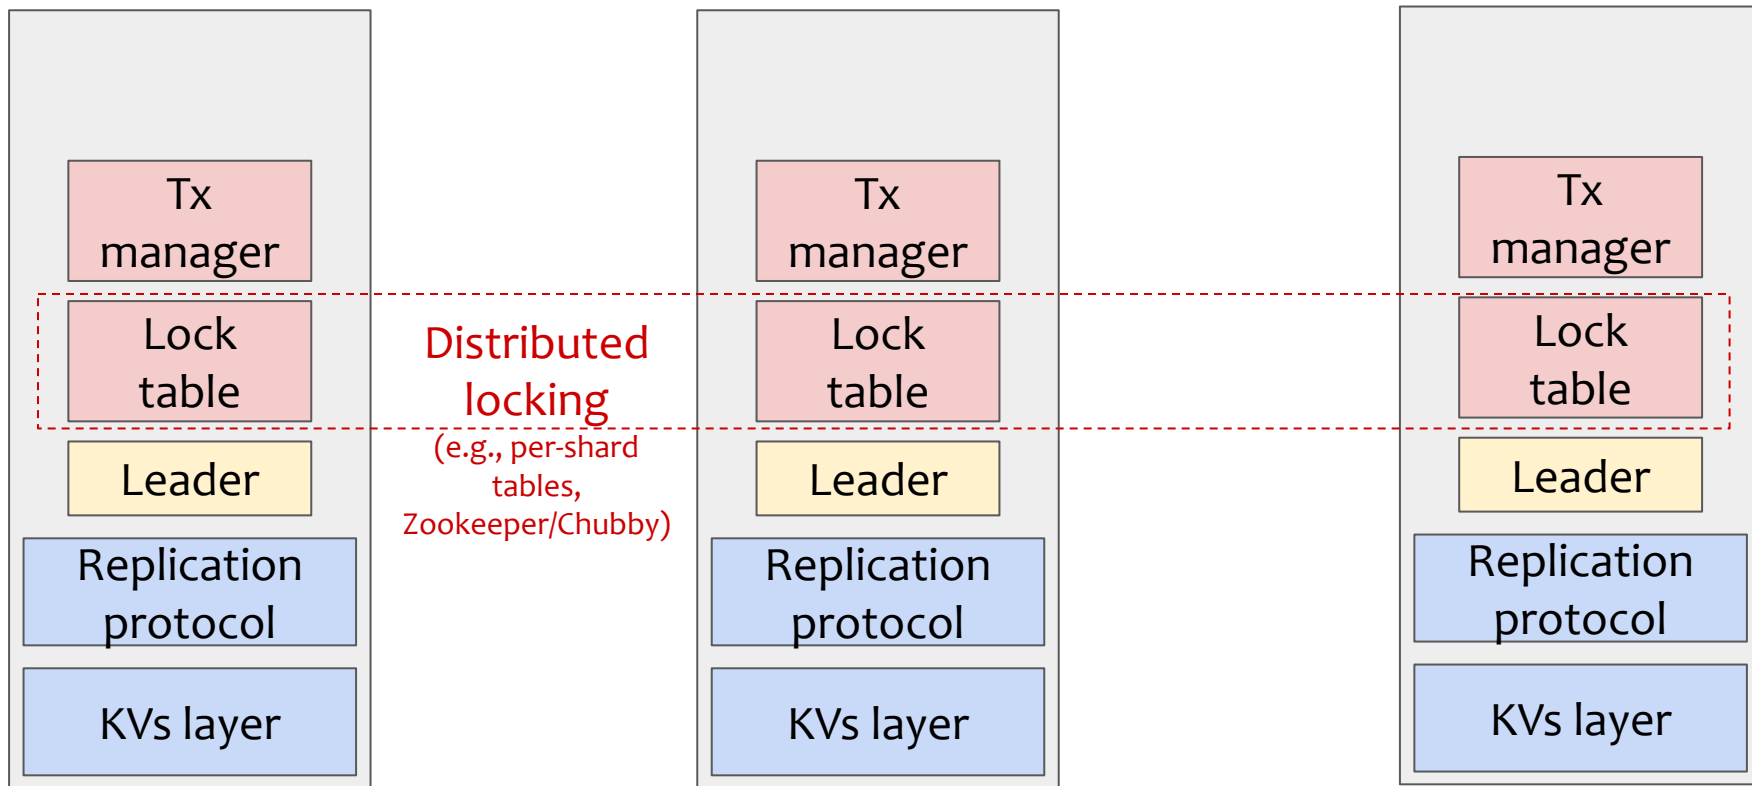 Tx
manager
Lock
table
Leader
Replication
protocol
KVs layer
Distributed
locking
(e.g., per-shard
tables,
Zookeeper/Chubby)
Tx
manager
Lock
table
Leader
Replication
protocol
KVs layer
Tx
manager
Lock
table
Leader
Replication
protocol
KVs layer